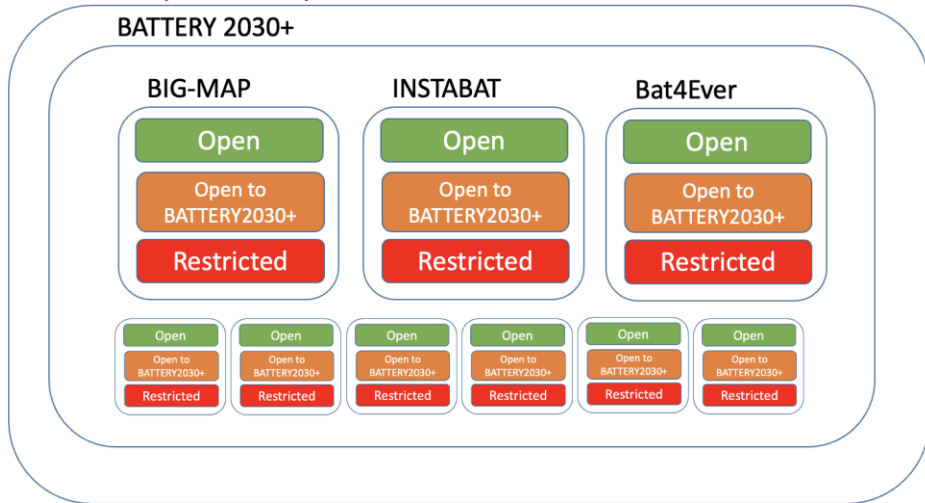 BATTERY 2030+
BIG-MAP
INSTABAT
Bat4Ever
Open
Open to
BATTERY2030+
Restricted
Open
Open to
BATTERY2030+
Restricted
Open
Open to
BATTERY2030+
Restricted
Open
Open to
BATTERY2030+
Restricted
Open
Open to
BATTERY2030+
Restricted
Open
Open to
BATTERY2030+
Restricted
Open
Open to
BATTERY2030+
Restricted
Open
Open to
BATTERY2030+
Restricted
Open
Open to
BATTERY2030+
Restricted